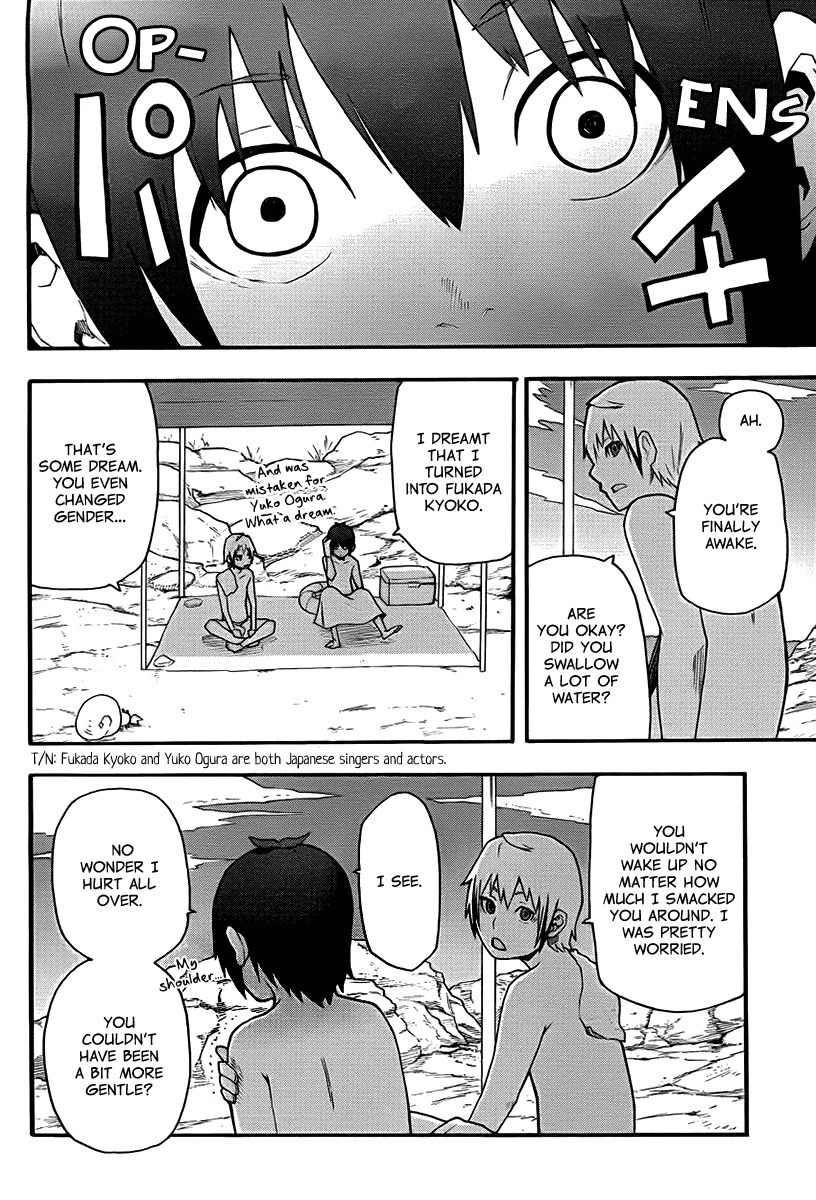 OP-
ENS
パ
チ
AH.
YOU'RE
FINALLY
AWAKE.
ARE
YOU OKAY?
DID YOU
SWALLOW
A LOT OF
WATER?
I DREAMT
THAT I
TURNED
INTO FUKADA
KYOKO.
And was
mistaken for
Yuko Ogura.
What a dream.
THAT'S
SOME DREAM.
YOU EVEN
CHANGED
GENDER...
T/N: Fukada Kyoko and Yuko Ogura are both Japanese singers and actors.
YOU
WOULDN'T
WAKE UP NO
MATTER HOW
MUCH I SMACKED
YOU AROUND. I
WAS PRETTY
WORRIED.
I SEE.
NO
WONDER I
HURT ALL
OVER.
My
shoulder...
YOU
COULDN'T
HAVE BEEN
A BIT MORE
GENTLE?